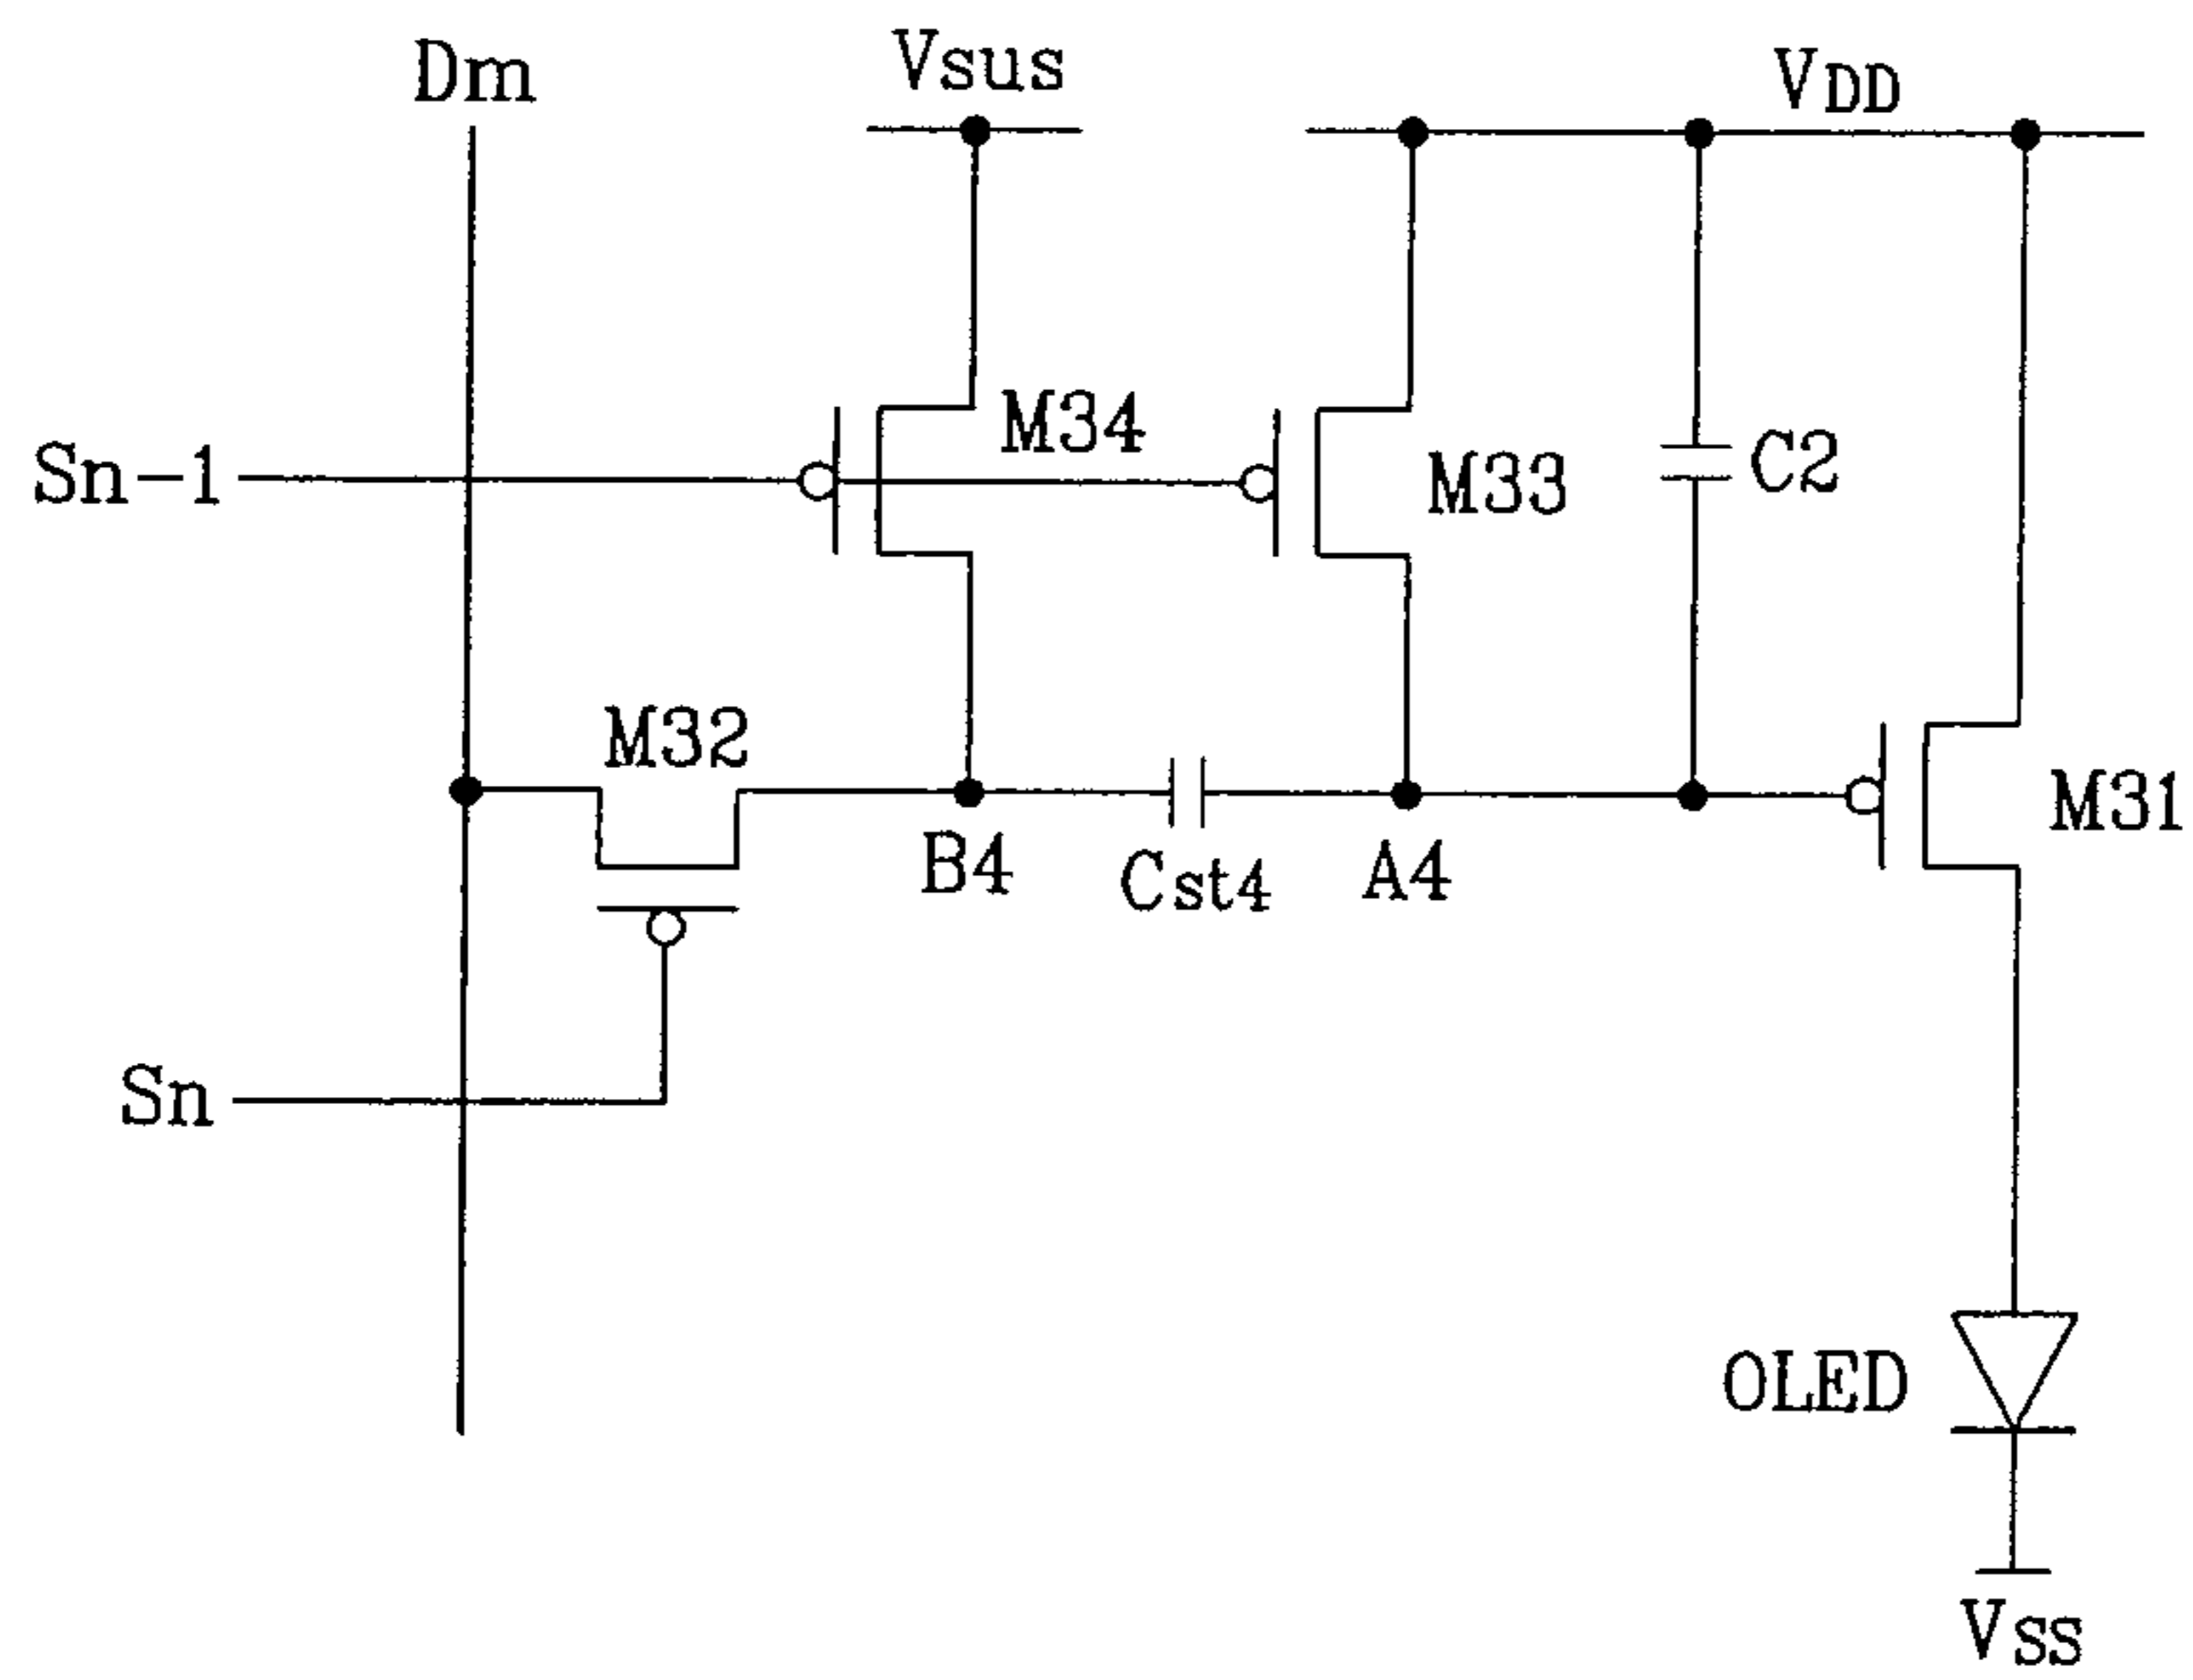 Dm
Vsus
VDD
M34
Sn-1
M33
C2
M32
M31
B4
Cst4
A4
Sn
OLED
Vss